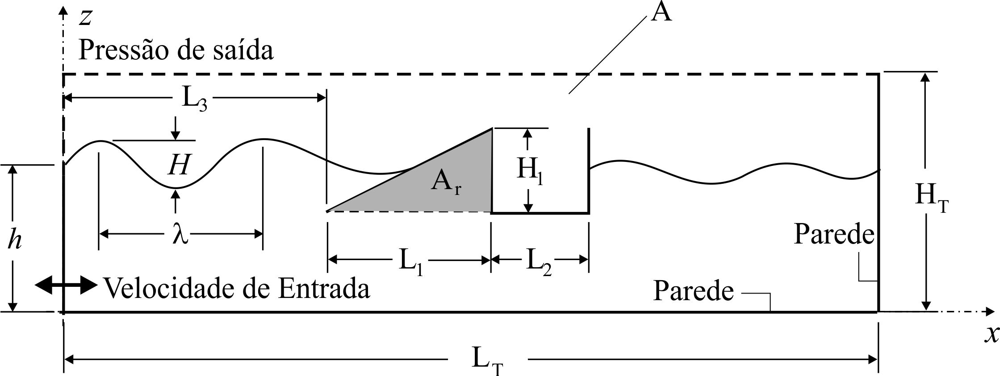 A
z
Pressão de saída
L3
H
H1
Ar
HT
h
λ
Parede
L1
L2
Velocidade de Entrada
Parede
x
LT